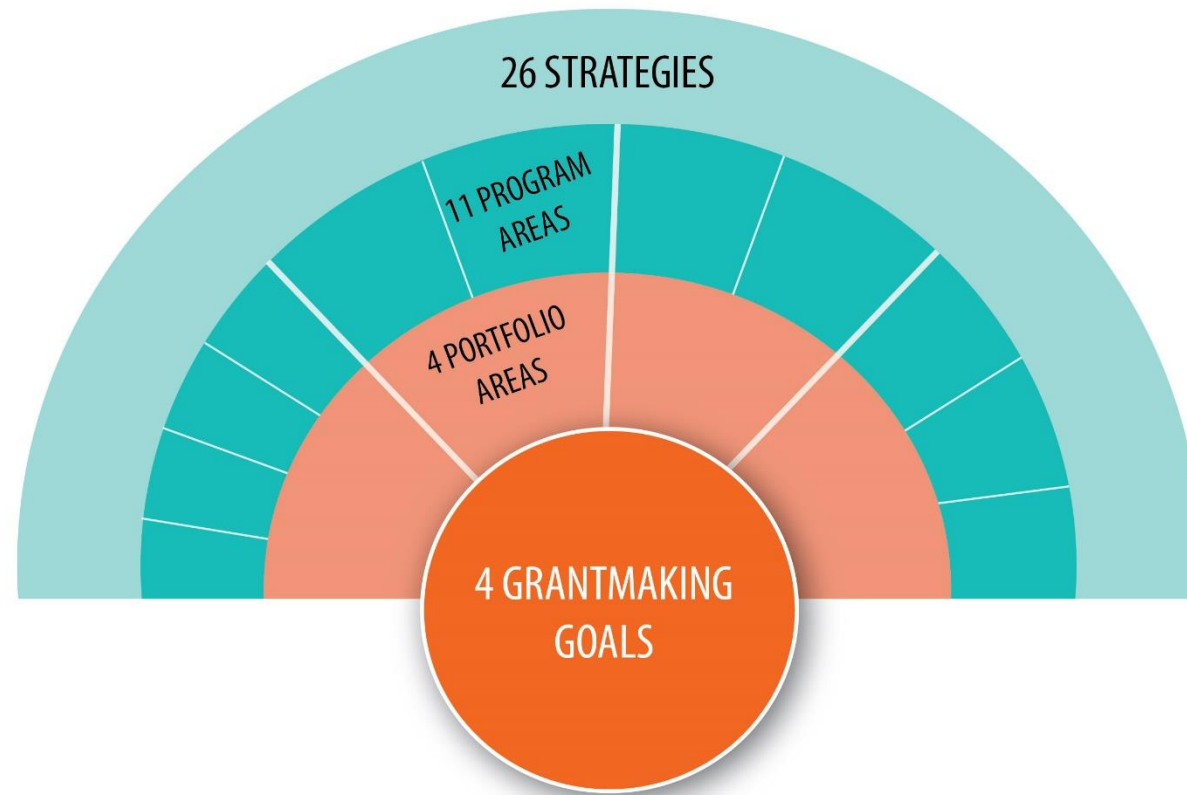 26 STRATEGIES
11 PROGRAM
AREAS
4 PORTFOLIO
AREAS
4 GRANTMAKING
GOALS